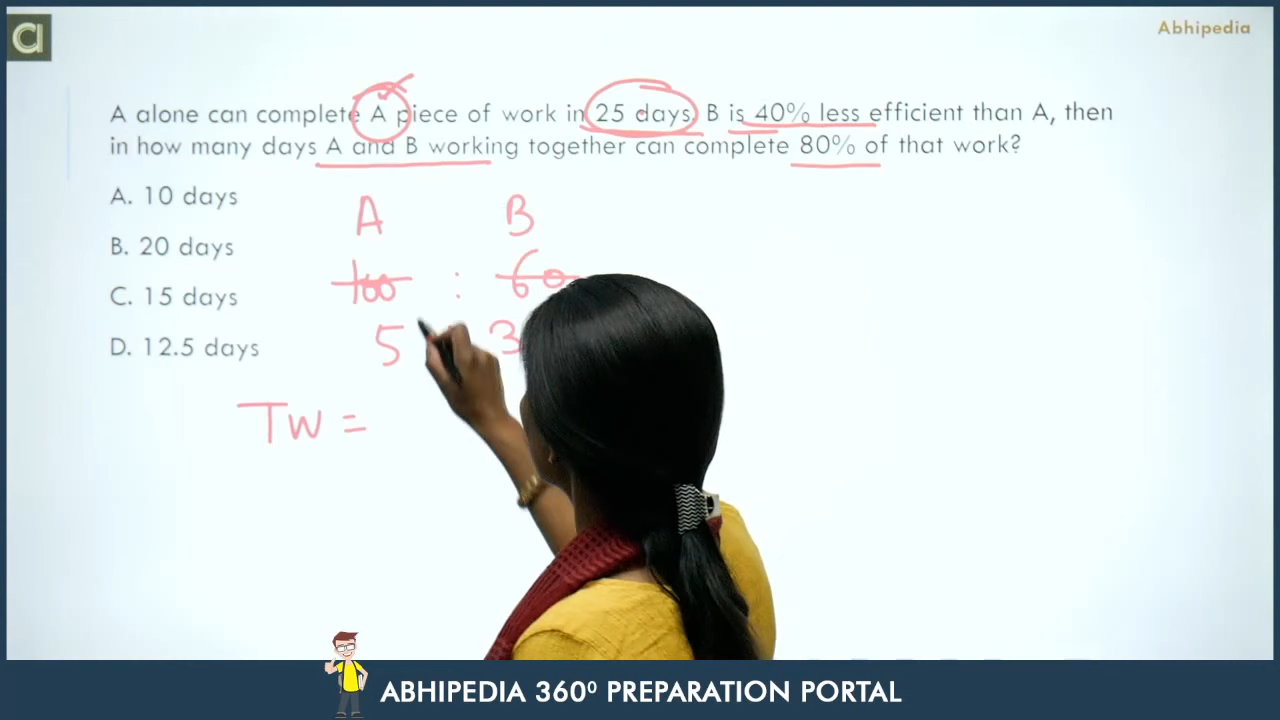 Abhipedia
A alone can complete A piece of work in 25 days. B is 40% less efficient than A, then
in how many days A and B working together can complete 80% of that work?
A. 10 days
B. 20 days
C. 15 days
D. 12.5 days
A B
100 : 60
5 3
TW =
ABHIPEDIA 360⁰ PREPARATION PORTAL